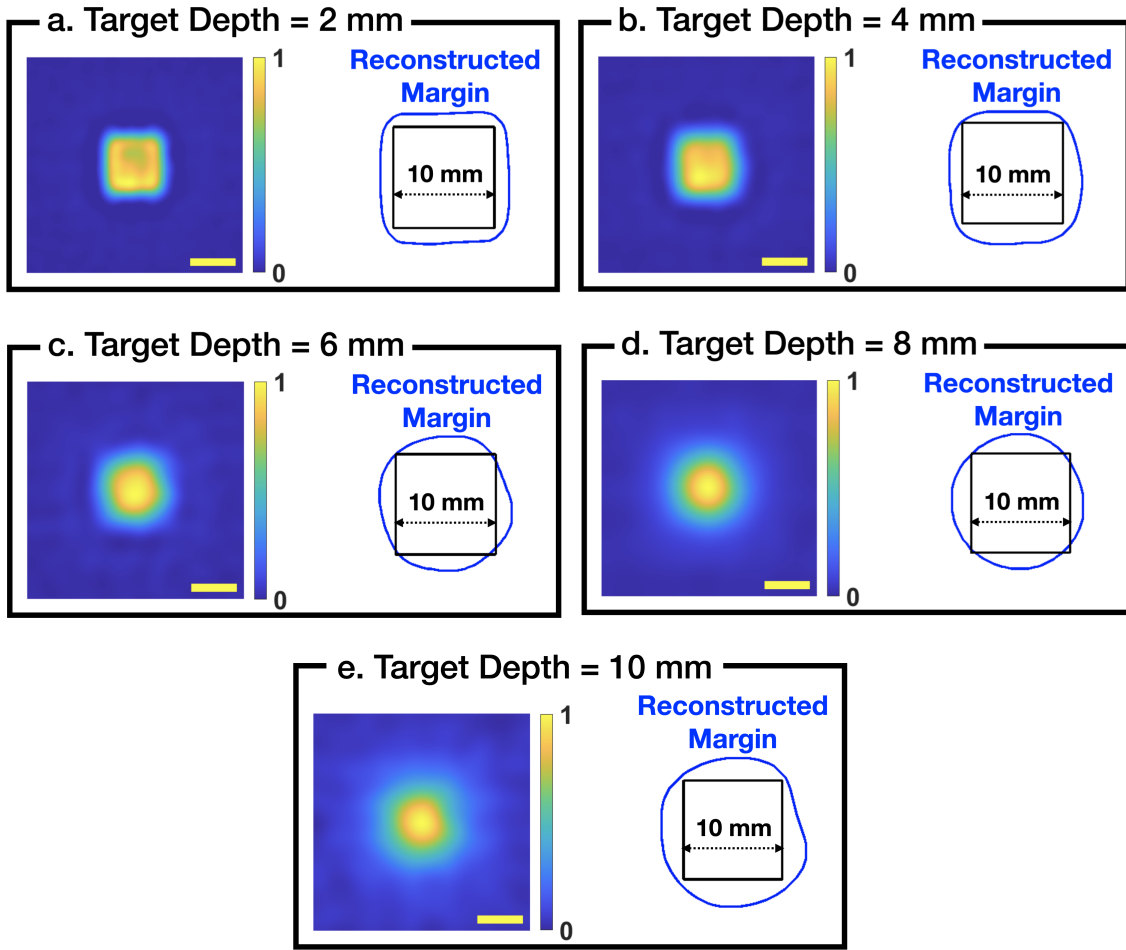 a. Target Depth = 2 mm
1
0
Reconstructed
Margin
10 mm
b. Target Depth = 4 mm
1
0
Reconstructed
Margin
10 mm
c. Target Depth = 6 mm
1
0
Reconstructed
Margin
10 mm
d. Target Depth = 8 mm
1
0
Reconstructed
Margin
10 mm
e. Target Depth = 10 mm
1
0
Reconstructed
Margin
10 mm